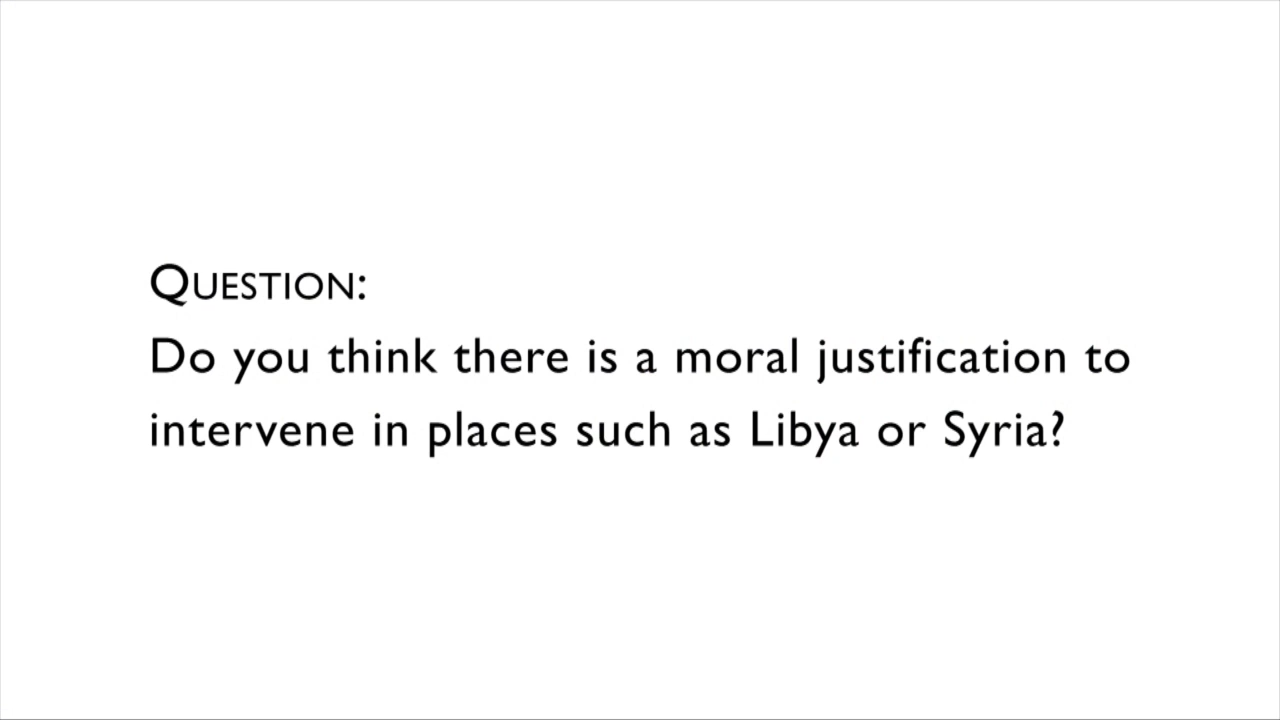 QUESTION:
Do you think there is a moral justification to
intervene in places such as Libya or Syria?